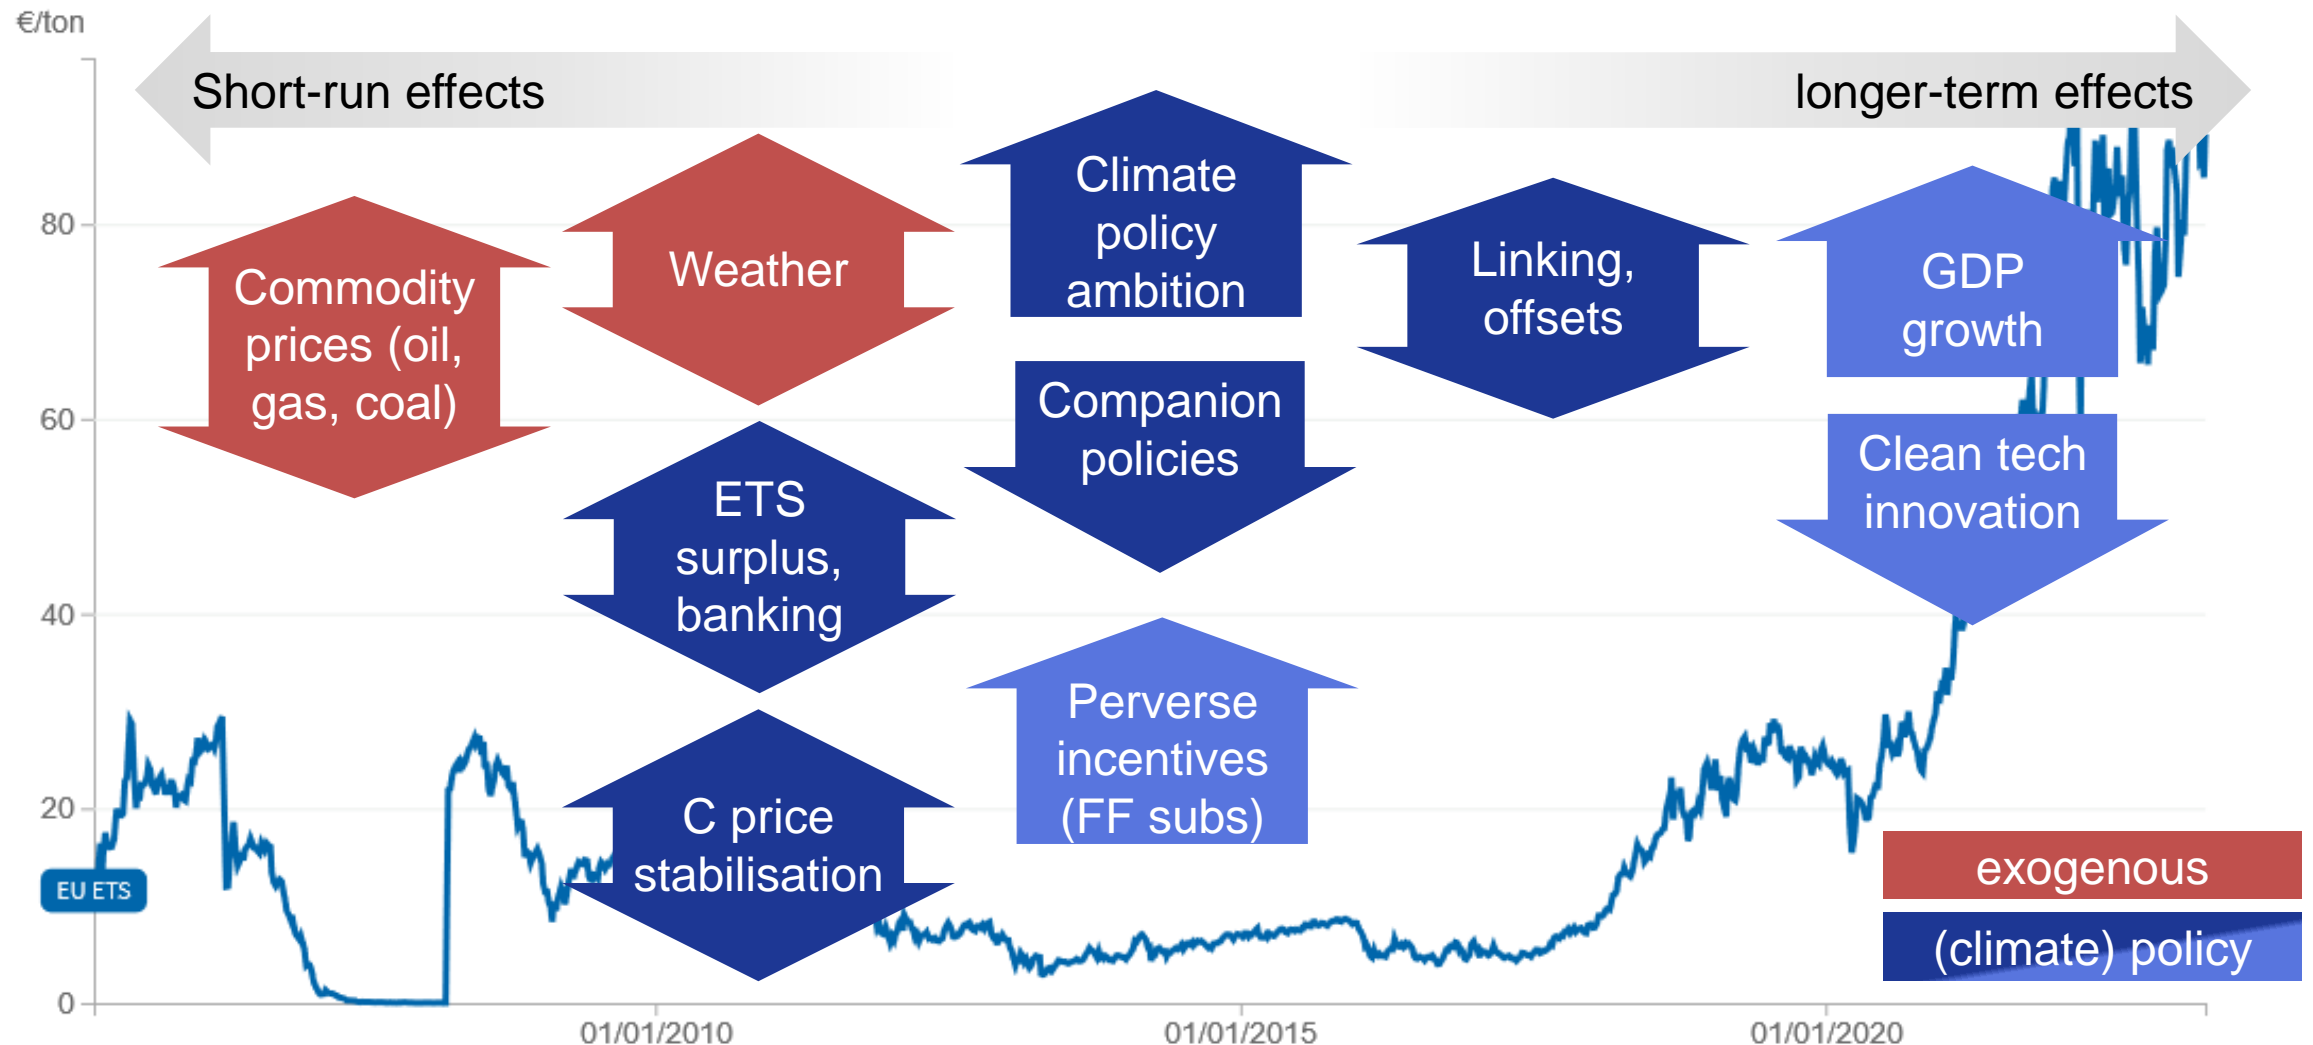 €/ton
Short-run effects
longer-term effects
80
60
40
20
0
Commodity
prices (oil,
gas, coal)
Weather
ETS
surplus,
banking
C price
stabilisation
Climate
policy
ambition
Companion
policies
Perverse
incentives
(FF subs)
Linking,
offsets
GDP
growth
Clean tech
innovation
EU ETS
exogenous
(climate) policy
01/01/2010
01/01/2015
01/01/2020